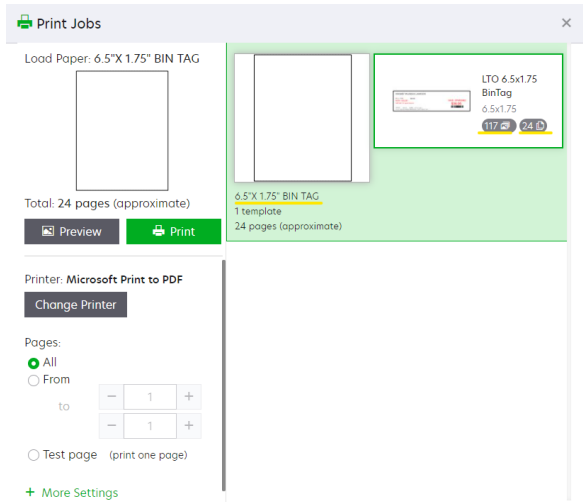 Print Jobs
Load Paper: 6.5"X 1.75" BIN TAG
Total: 24 pages (approximate)
Preview
Print
Printer: Microsoft Print to PDF
Change Printer
Pages:
All
From
1
to
1
Test page (print one page)
+ More Settings
6.5"X 1.75" BIN TAG
1 template
24 pages (approximate)
LTO 6.5x1.75
BinTag
6.5x1.75
117
24